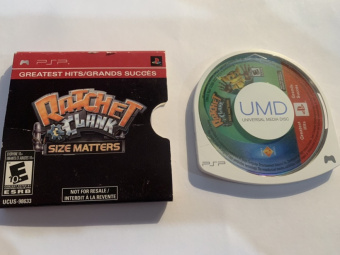 PSP
GREATEST HITS/GRANDS SUCCÈS
RATCHET
CLANK
SIZE MATTERS
E
ESRB
NOT FOR RESALE/
INTERDIT À LA REVENTE
UCUS-98633
UMD
UNIVERSAL MEDIA DISC
PSP